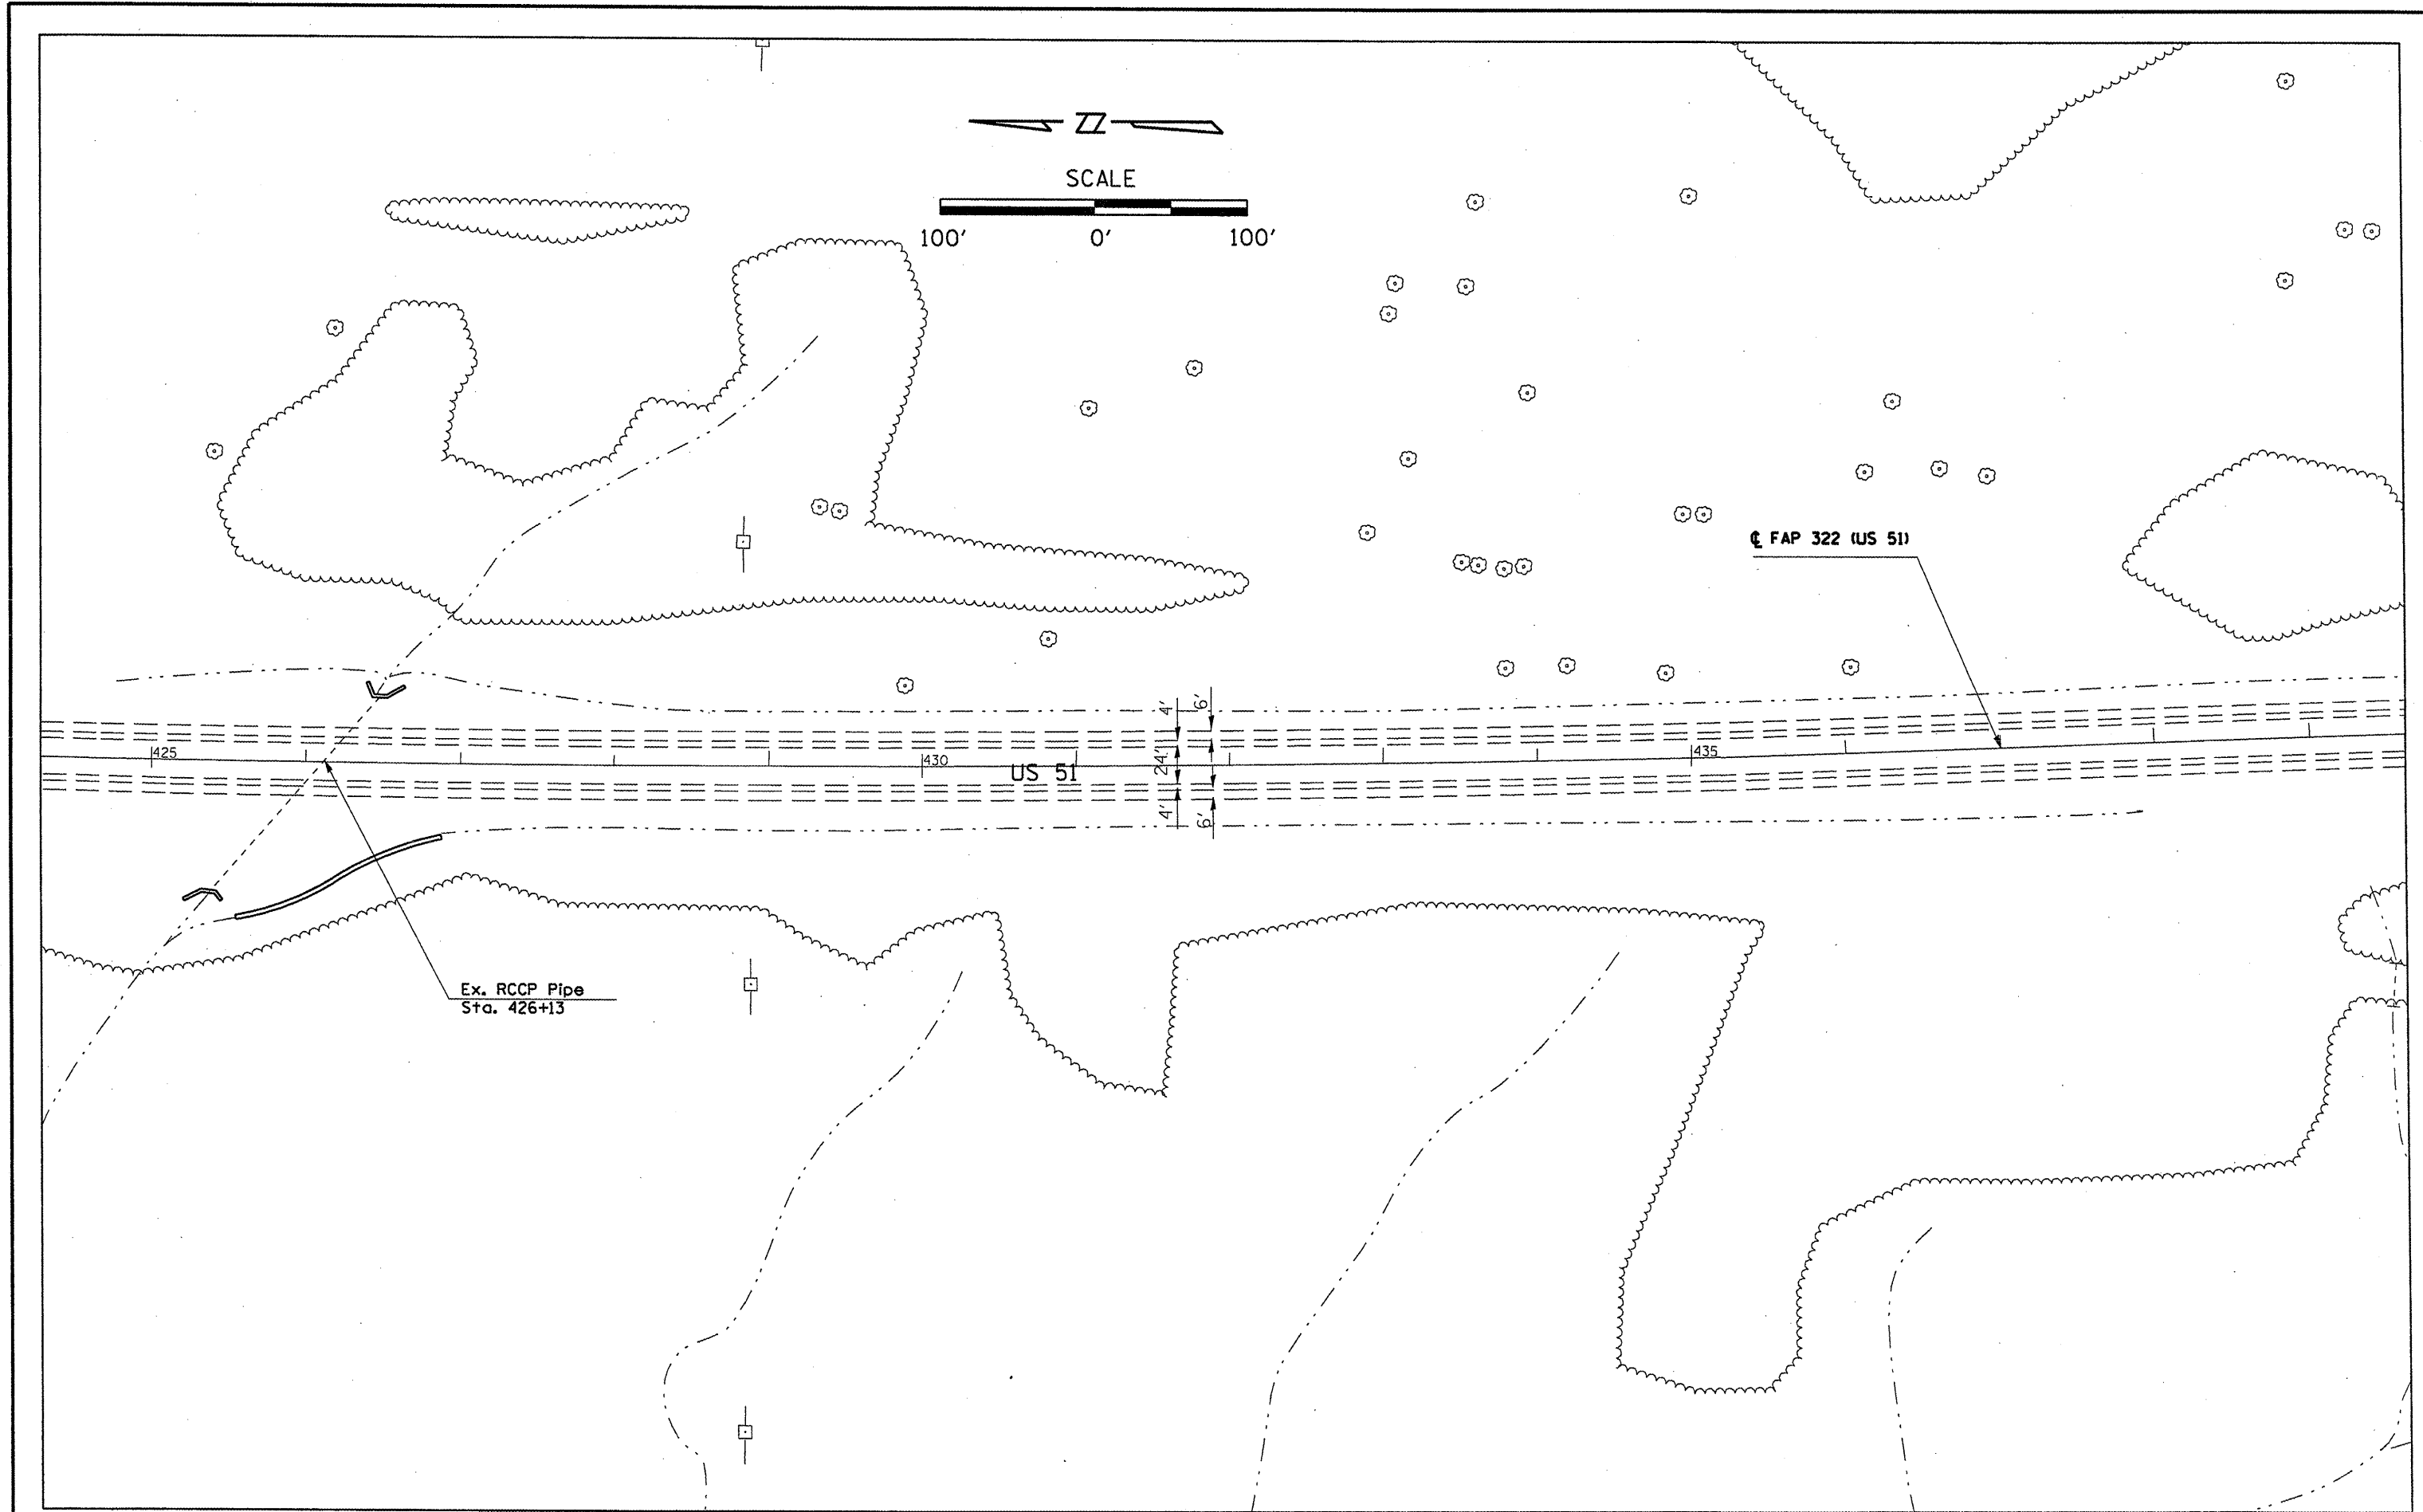 SCALE
100' 0' 100'
℄ FAP 322 (US 51)
4' 6'
425 430 435
24'
US 51
4' 6'
Ex. RCCP Pipe
Sta. 426+13